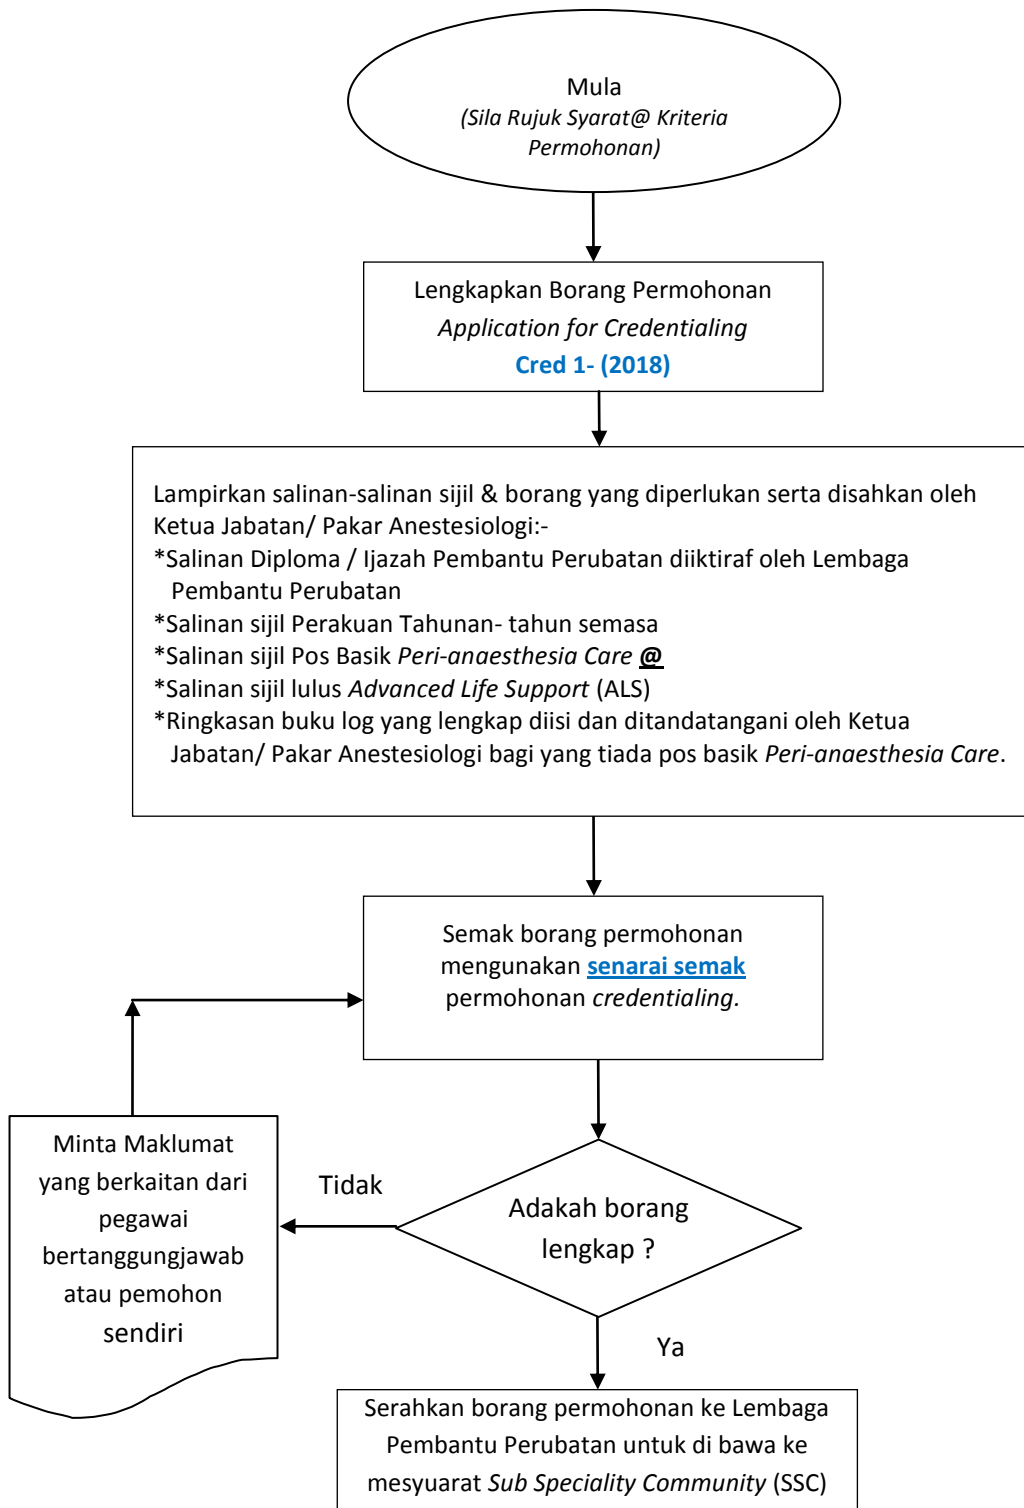 Mula
(Sila Rujuk Syarat@ Kriteria
Permohonan)
Lengkapkan Borang Permohonan
Application for Credentialing
Cred 1- (2018)
Lampirkan salinan-salinan sijil & borang yang diperlukan serta disahkan oleh
Ketua Jabatan/ Pakar Anestesiologi:-
*Salinan Diploma / Ijazah Pembantu Perubatan diiktiraf oleh Lembaga
Pembantu Perubatan
*Salinan sijil Perakuan Tahunan- tahun semasa
*Salinan sijil Pos Basik Peri-anaesthesia Care @
*Salinan sijil lulus Advanced Life Support (ALS)
*Ringkasan buku log yang lengkap diisi dan ditandatangani oleh Ketua
Jabatan/ Pakar Anestesiologi bagi yang tiada pos basik Peri-anaesthesia Care.
Semak borang permohonan
mengunakan senarai semak
permohonan credentialing.
Adakah borang
lengkap ?
Tidak
Minta Maklumat
yang berkaitan dari
pegawai
bertanggungjawab
atau pemohon
sendiri
Ya
Serahkan borang permohonan ke Lembaga
Pembantu Perubatan untuk di bawa ke
mesyuarat Sub Speciality Community (SSC)